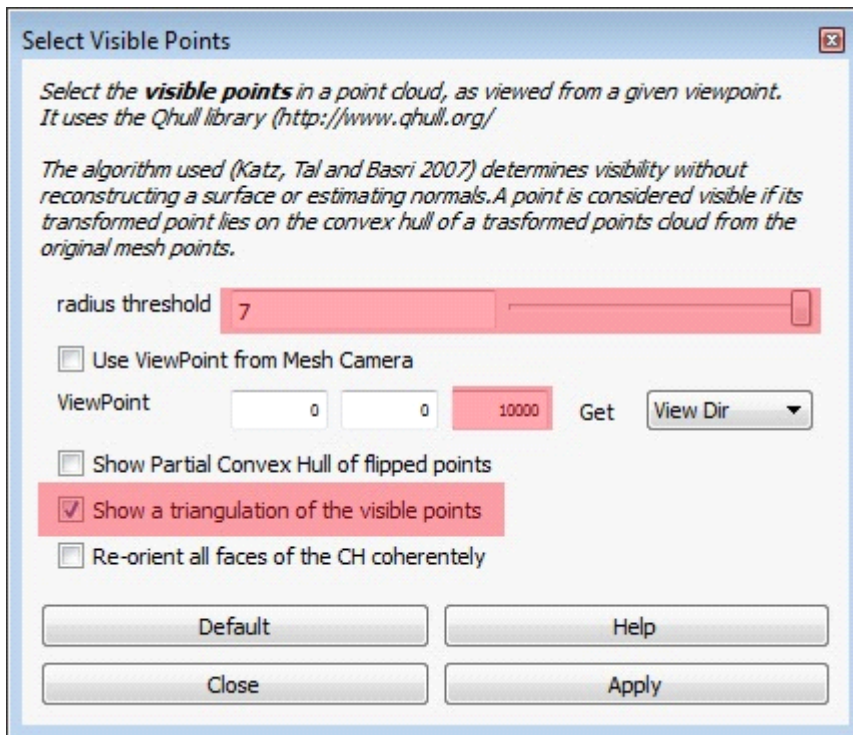 Select Visible Points
Select the visible points in a point cloud, as viewed from a given viewpoint.
It uses the Qhull library (http://www.qhull.org/
The algorithm used (Katz, Tal and Basri 2007) determines visibility without
reconstructing a surface or estimating normals.A point is considered visible if its
transformed point lies on the convex hull of a trasformed points cloud from the
original mesh points.
radius threshold 7
Use ViewPoint from Mesh Camera
ViewPoint 0 0 10000 Get View Dir
Show Partial Convex Hull of flipped points
Show a triangulation of the visible points
Re-orient all faces of the CH coherently
Default Help
Close Apply